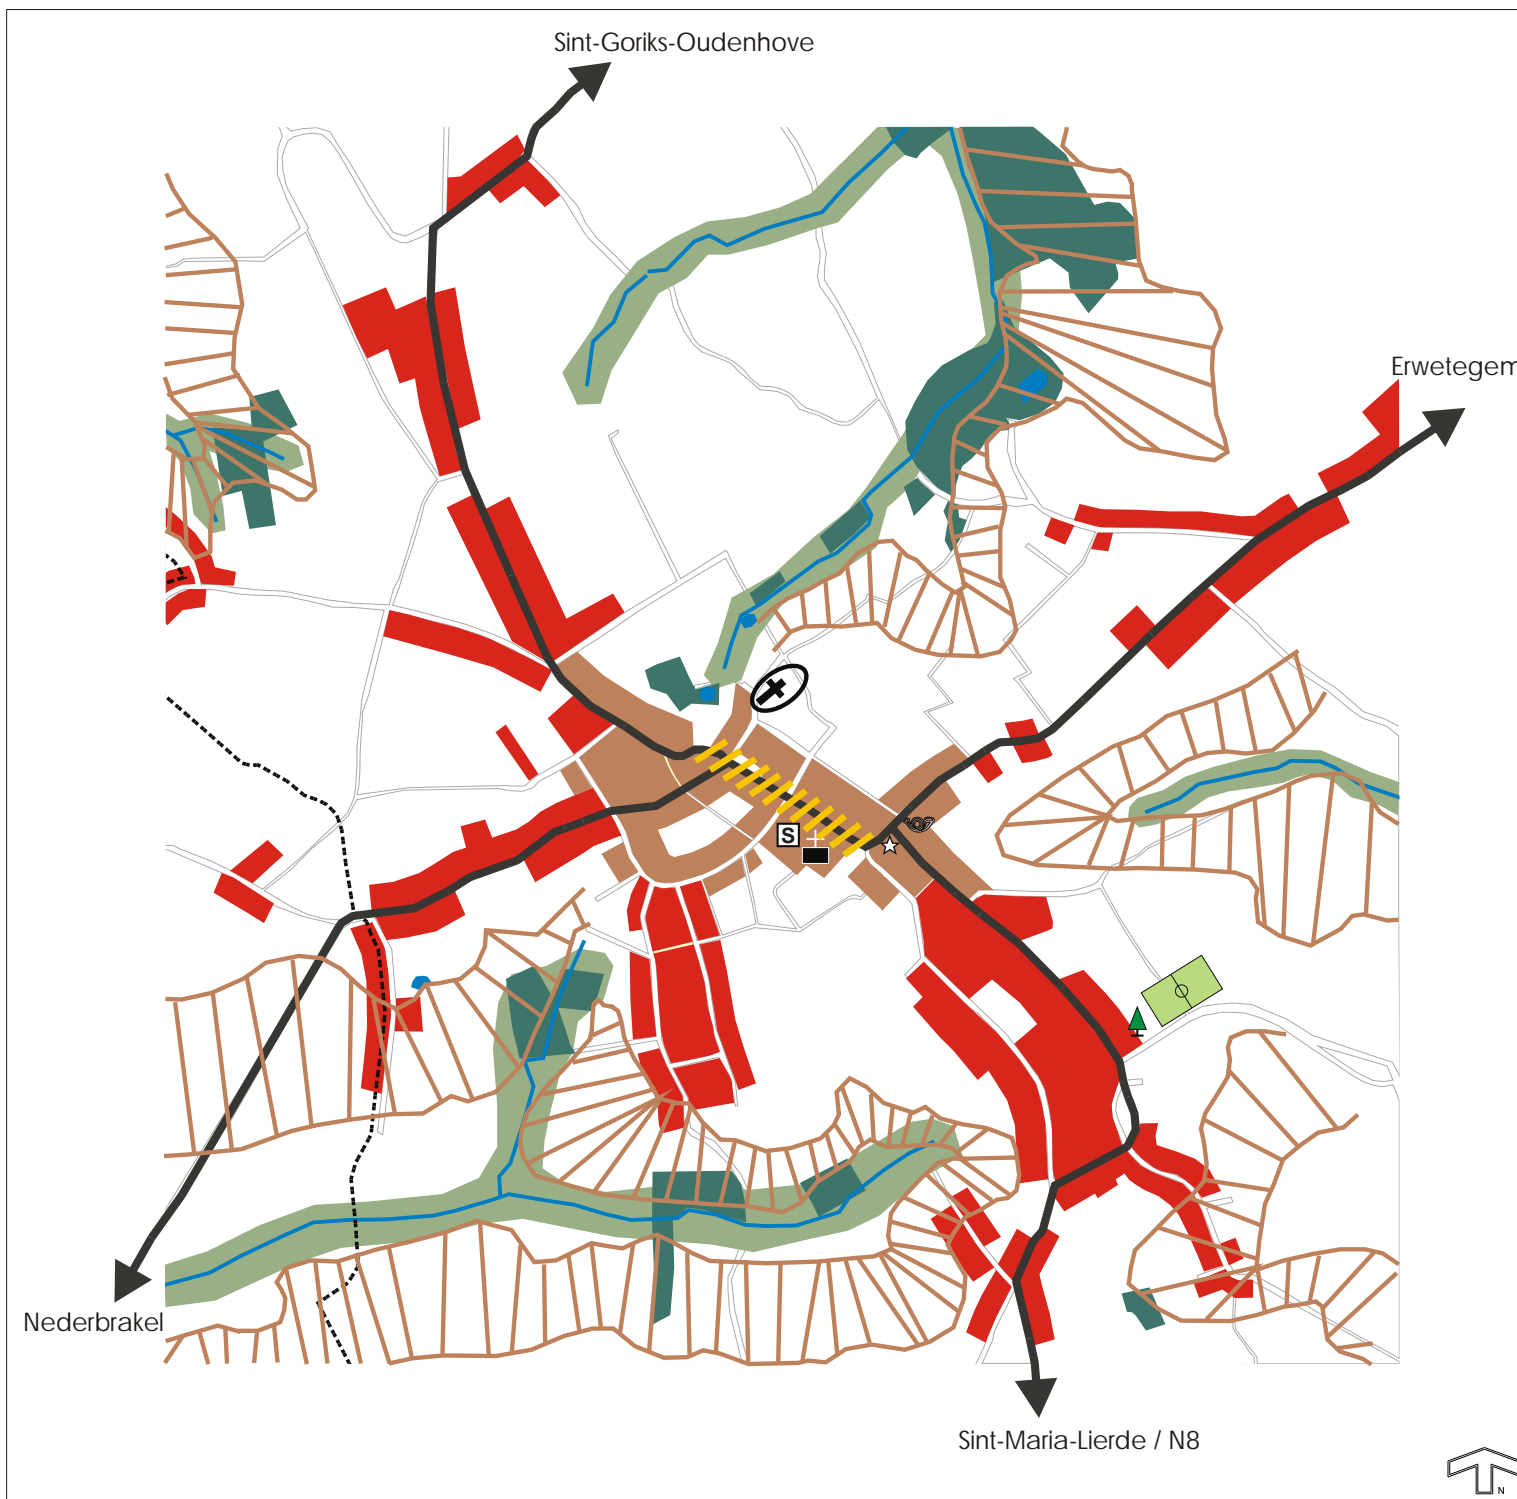 Sint-Goriks-Oudenhove
Erwetegem
S
Nederbrakel
Sint-Maria-Lierde / N8
N